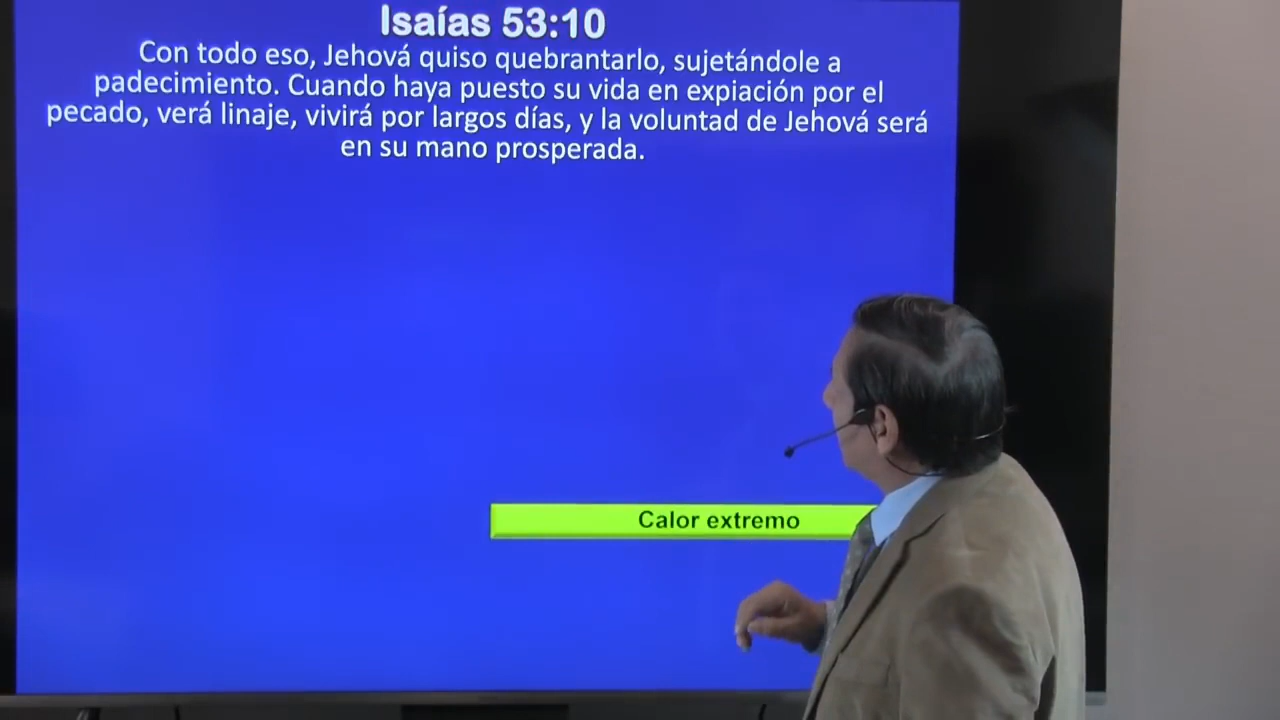 Isaías 53:10
Con todo eso, Jehová quiso quebrantarlo, sujetándole a
padecimiento. Cuando haya puesto su vida en expiación por el
pecado, verá linaje, vivirá por largos días, y la voluntad de Jehová será
en su mano prosperada.
Calor extremo